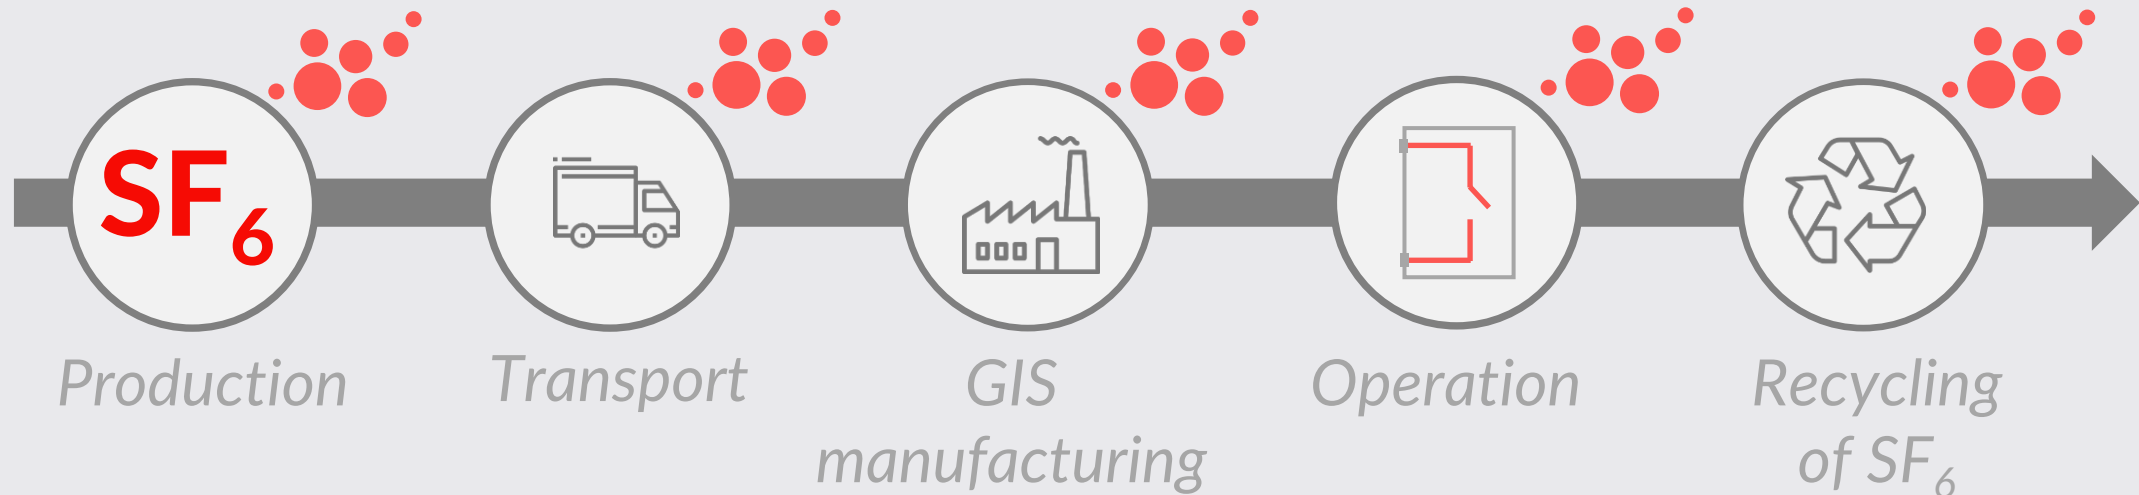 SF6
Production
Transport
GIS
manufacturing
Operation
Recycling
of SF6